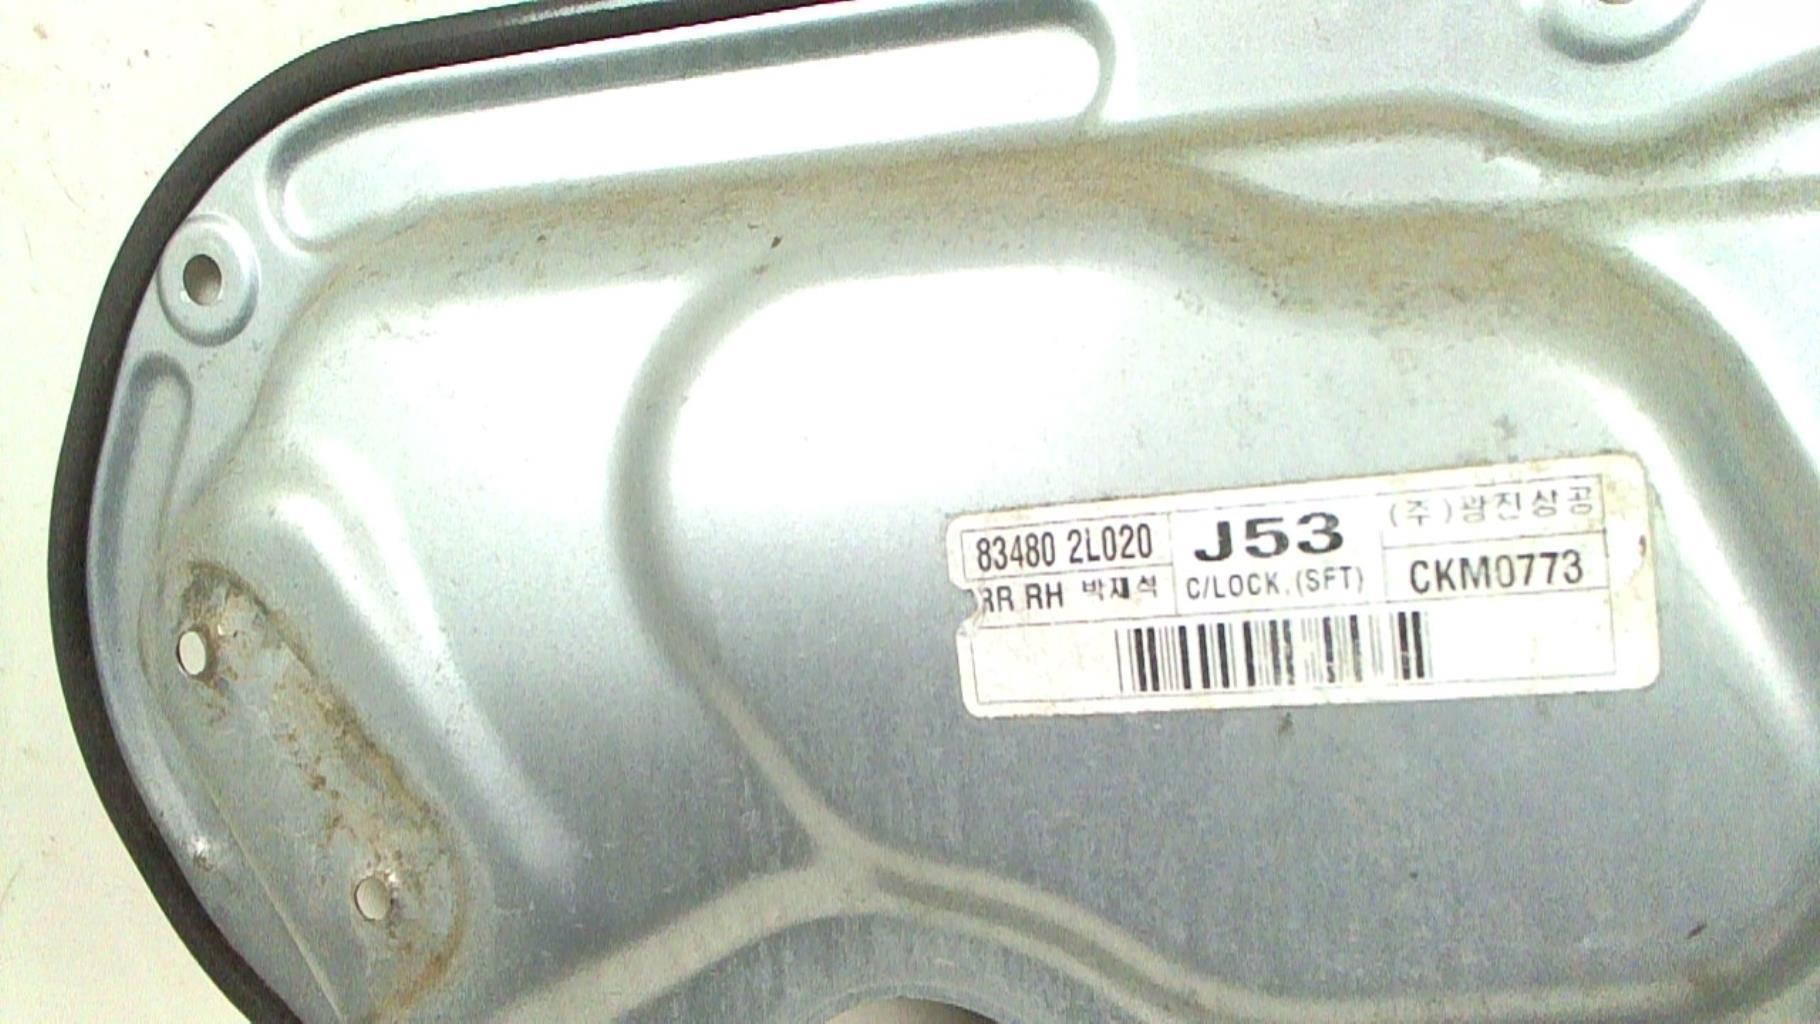 83480 2L020
RR RH 박재석
J53
C/LOCK.(SFT)
(주)광진상공
CKM0773